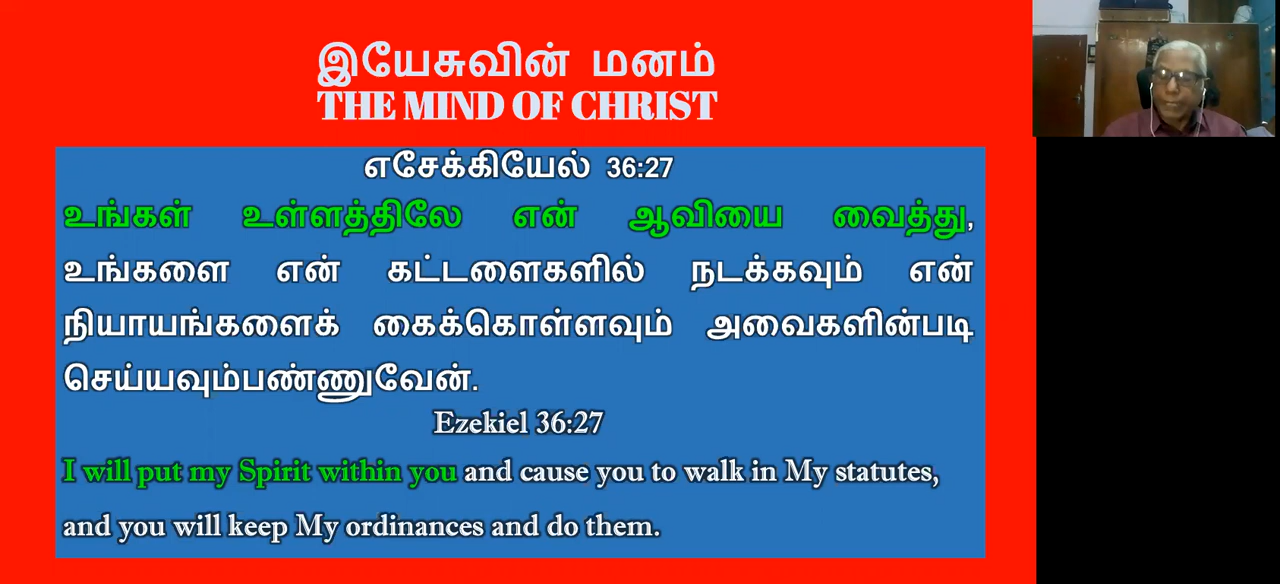 இயேசுவின் மனம்
THE MIND OF CHRIST
எசேக்கியேல் 36:27
உங்கள் உள்ளத்திலே என் ஆவியை வைத்து,
உங்களை என் கட்டளைகளில் நடக்கவும் என்
நியாயங்களைக் கைக்கொள்ளவும் அவைகளின்படி
செய்யவும்பண்ணுவேன்.
Ezekiel 36:27
I will put my Spirit within you and cause you to walk in My statutes,
and you will keep My ordinances and do them.